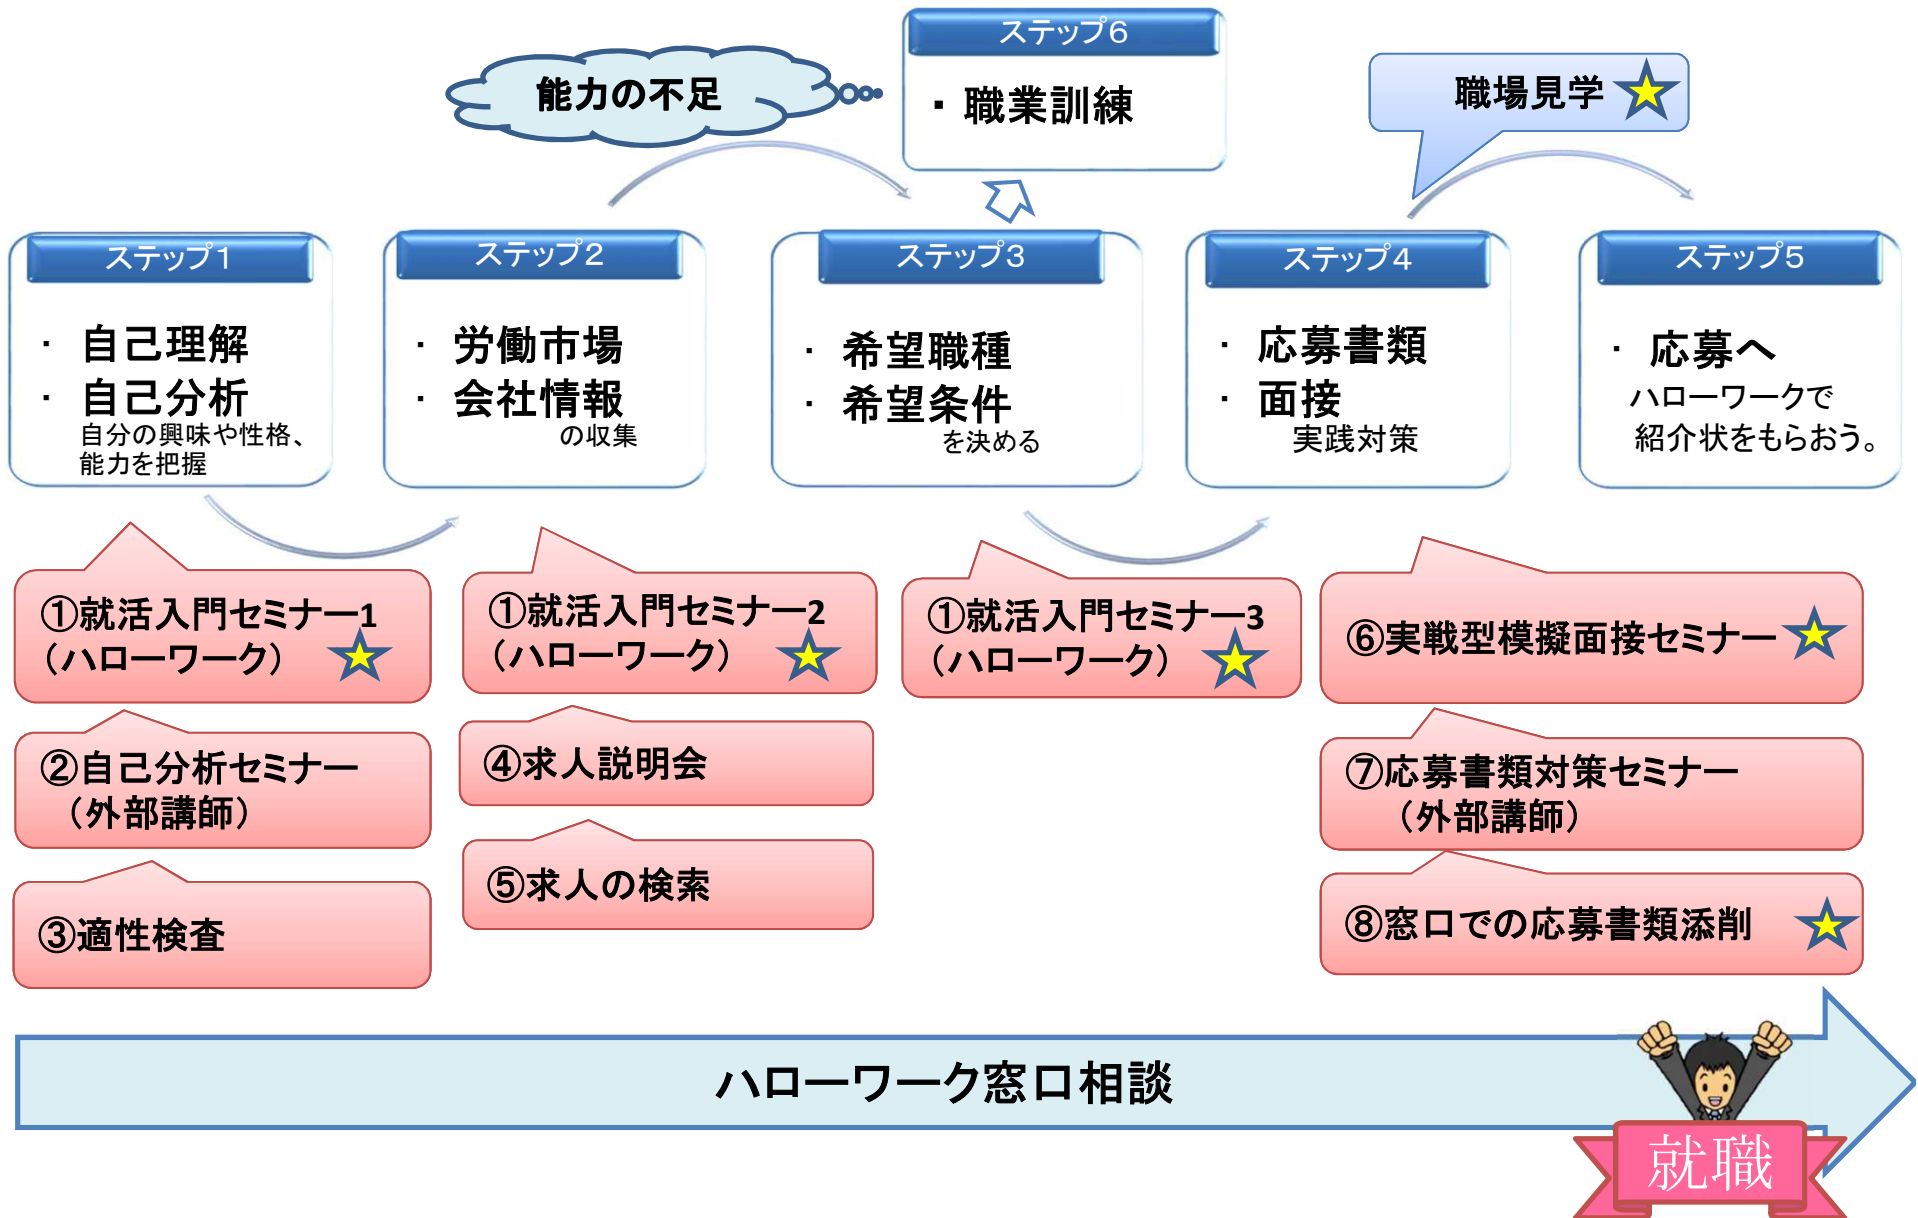 ステップ6
・職業訓練
能力の不足
職場見学
ステップ1
・ 自己理解
・ 自己分析
自分の興味や性格、
能力を把握
ステップ2
・ 労働市場
・ 会社情報
の収集
ステップ3
・ 希望職種
・ 希望条件
を決める
ステップ4
・ 応募書類
・ 面接
実践対策
ステップ5
・ 応募へ
ハローワークで
紹介状をもらおう。
①就活入門セミナー1
（ハローワーク）
②自己分析セミナー
（外部講師）
③適性検査
①就活入門セミナー2
（ハローワーク）
④求人説明会
⑤求人の検索
①就活入門セミナー3
（ハローワーク）
⑥実戦型模擬面接セミナー
⑦応募書類対策セミナー
（外部講師）
⑧窓口での応募書類添削
ハローワーク窓口相談
就職